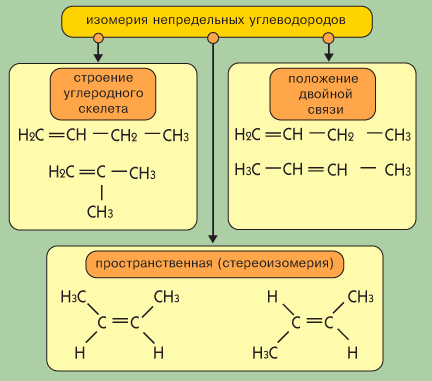 изомерия непредельных углеводородов
строение
углеродного
скелета
H2C=CH—CH2—CH3
H2C=C—CH3
CH3
положение
двойной
связи
H2C=CH—CH2—CH3
H3C—CH=CH—CH3
пространственная (стереоизомерия)
H3C CH3
C=C
H H
H CH3
C=C
H3C H